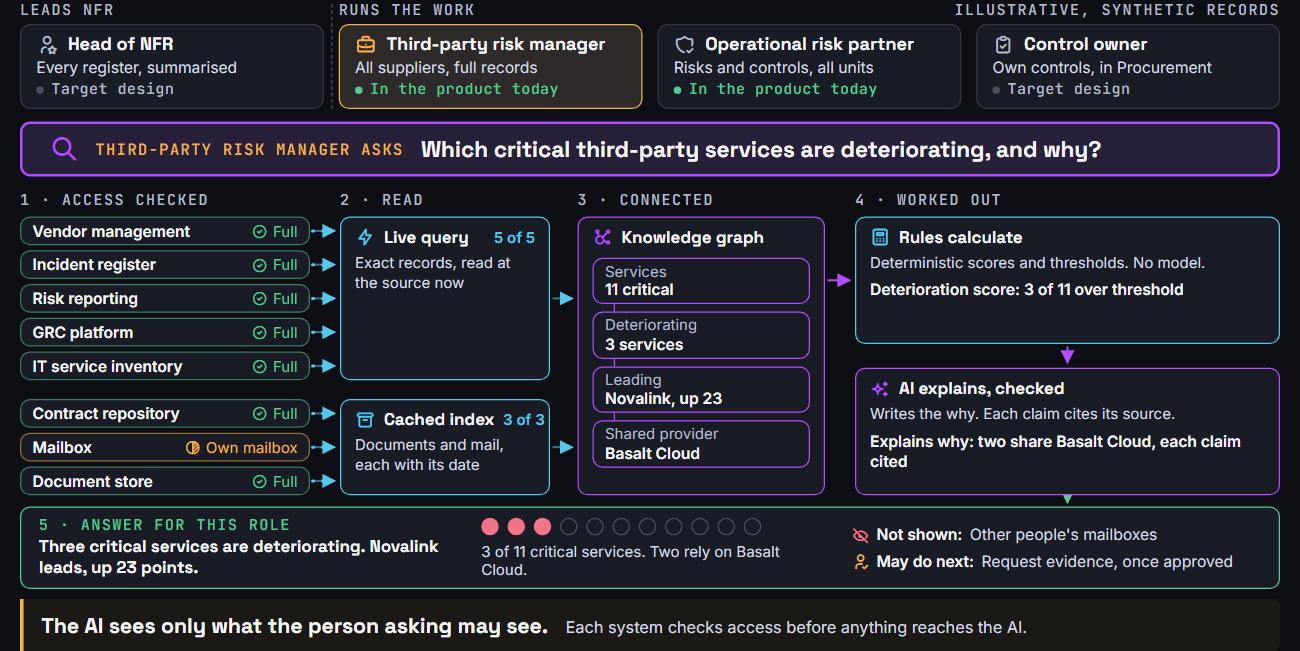 LEADS NFR
RUNS THE WORK
ILLUSTRATIVE, SYNTHETIC RECORDS
Head of NFR
Every register, summarised
Target design
Third-party risk manager
All suppliers, full records
In the product today
Operational risk partner
Risks and controls, all units
In the product today
Control owner
Own controls, in Procurement
Target design
THIRD-PARTY RISK MANAGER ASKS Which critical third-party services are deteriorating, and why?
1 · ACCESS CHECKED
Vendor management Full
Incident register Full
Risk reporting Full
GRC platform Full
IT service inventory Full
Contract repository Full
Mailbox Own mailbox
Document store Full
2 · READ
Live query 5 of 5
Exact records, read at
the source now
Cached index 3 of 3
Documents and mail,
each with its date
3 · CONNECTED
Knowledge graph
Services
11 critical
Deteriorating
3 services
Leading
Novalink, up 23
Shared provider
Basalt Cloud
4 · WORKED OUT
Rules calculate
Deterministic scores and thresholds. No model.
Deterioration score: 3 of 11 over threshold
AI explains, checked
Writes the why. Each claim cites its source.
Explains why: two share Basalt Cloud, each claim
cited
5 · ANSWER FOR THIS ROLE
Three critical services are deteriorating. Novalink
leads, up 23 points.
3 of 11 critical services. Two rely on Basalt
Cloud.
Not shown: Other people's mailboxes
May do next: Request evidence, once approved
The AI sees only what the person asking may see. Each system checks access before anything reaches the AI.